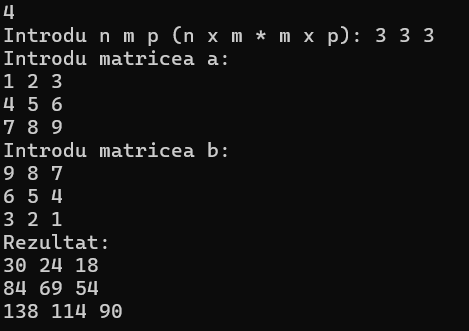 4
Introdu n m p (n x m * m x p): 3 3 3
Introdu matricea a:
1 2 3
4 5 6
7 8 9
Introdu matricea b:
9 8 7
6 5 4
3 2 1
Rezultat:
30 24 18
84 69 54
138 114 90